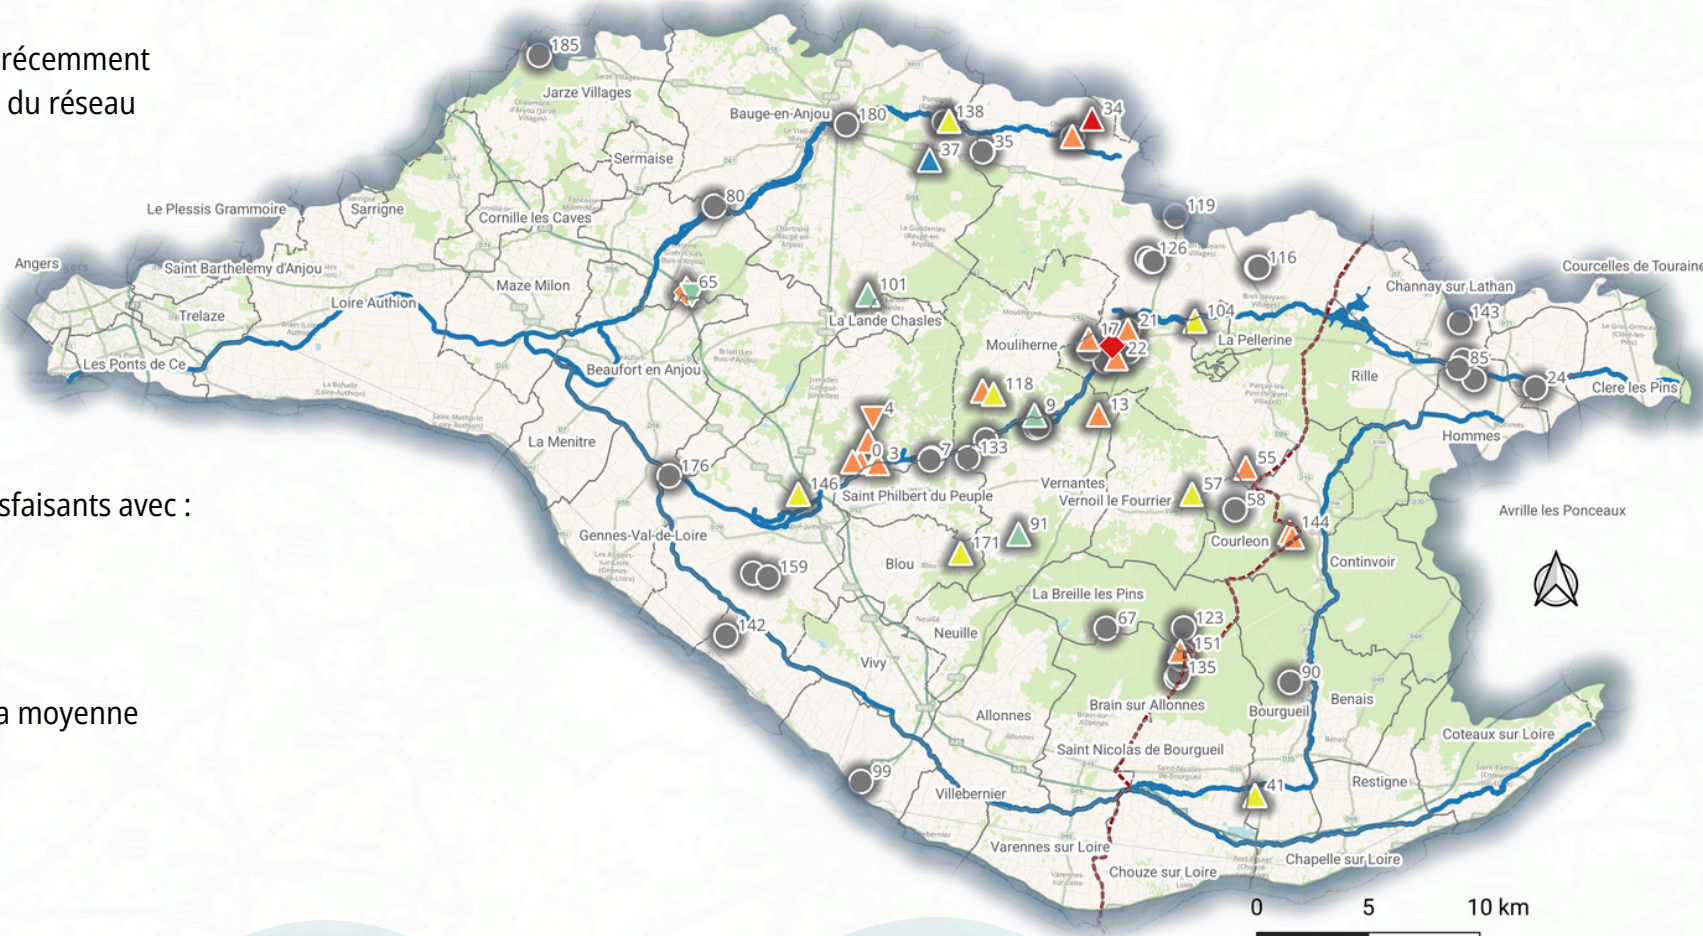 récemment
du réseau
sfaisants avec :
a moyenne
185
Jarze Villages
Bauge-en-Anjou
180
138
34
37
35
Sermaise
80
119
Le Plessis Grammoire
Sarrigne
Cornille les Caves
126
116
Angers
Saint Barthelemy d'Anjou
Courcelles de Touraine
Maze Milon
65
101
Channay sur Lathan
Loire Authion
Trelaze
La Lande Chasles
17
21
104
143
Mouliherne
22
La Pellerine
Les Ponts de Ce
Beaufort en Anjou
85
Rille
24
Clere les Pins
118
4
9
13
La Menitre
Hommes
0
3
7
133
176
55
146
Saint Philbert du Peuple
Vernantes
Vernoil le Fourrier
57
58
Avrille les Ponceaux
Gennes-Val-de-Loire
91
144
171
Courleon
Blou
Continvoir
159
La Breille les Pins
142
Neuille
67
123
151
Vivy
135
90
Brain sur Allonnes
Bourgueil
Benais
Allonnes
Coteaux sur Loire
Saint Nicolas de Bourgueil
99
Villebernier
41
Restigne
Varennes sur Loire
Chapelle sur Loire
Chouze sur Loire
0 5 10 km